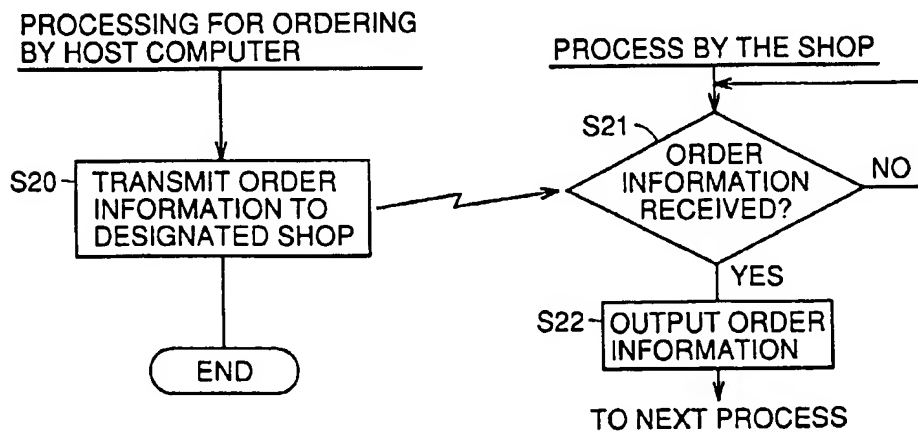 PROCESSING FOR ORDERING
BY HOST COMPUTER
S20
TRANSMIT ORDER
INFORMATION TO
DESIGNATED SHOP
END
PROCESS BY THE SHOP
S21
ORDER
INFORMATION
RECEIVED?
NO
YES
S22
OUTPUT ORDER
INFORMATION
TO NEXT PROCESS